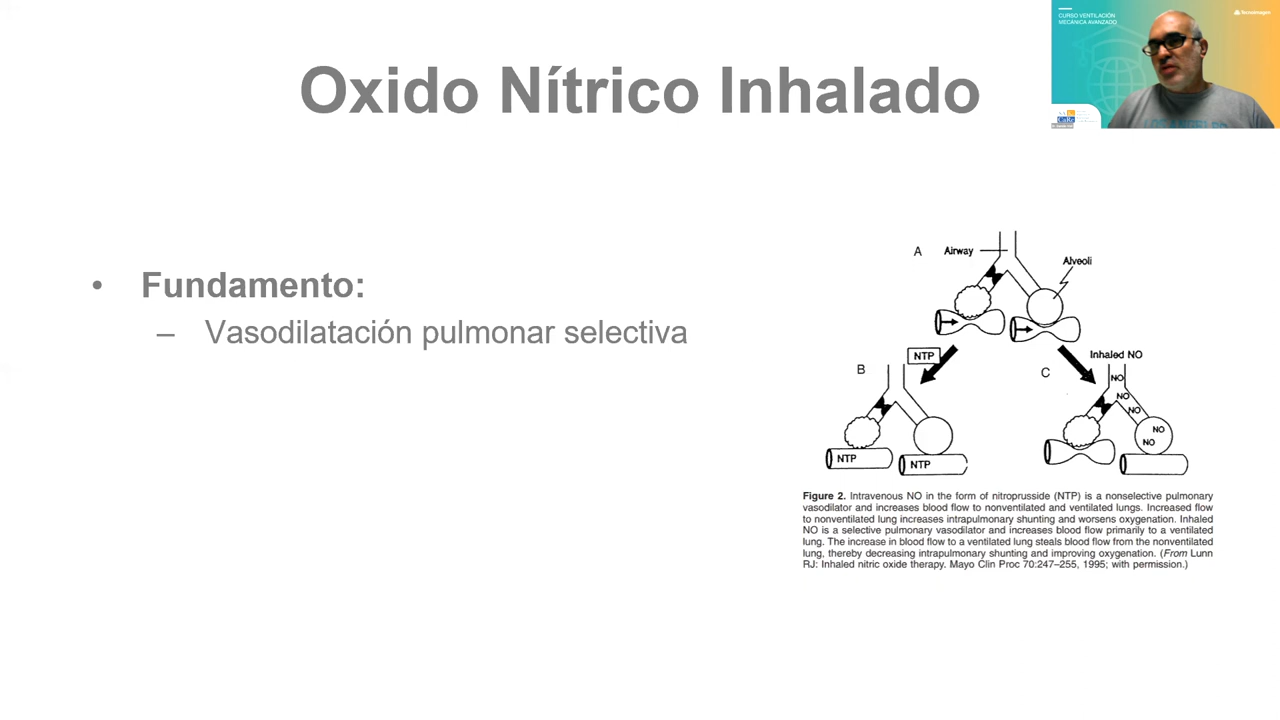 CURSO VENTILACIÓN
MECÁNICA AVANZADO
Oxido Nítrico Inhalado
• Fundamento:
– Vasodilatación pulmonar selectiva
A Airway
Alveoli
NTP
Inhaled NO
B
C
NO
NO
NO
NO
NO
NTP
NTP
Figure 2. Intravenous NO in the form of nitroprusside (NTP) is a nonselective pulmonary
vasodilator and increases blood flow to nonventilated and ventilated lungs. Increased flow
to nonventilated lung increases intrapulmonary shunting and worsens oxygenation. Inhaled
NO is a selective pulmonary vasodilator and increases blood flow primarily to a ventilated
lung. The increase in blood flow to a ventilated lung steals blood flow from the nonventilated
lung, thereby decreasing intrapulmonary shunting and improving oxygenation. (From Lunn
RJ: Inhaled nitric oxide therapy. Mayo Clin Proc 70:247–255, 1995; with permission.)